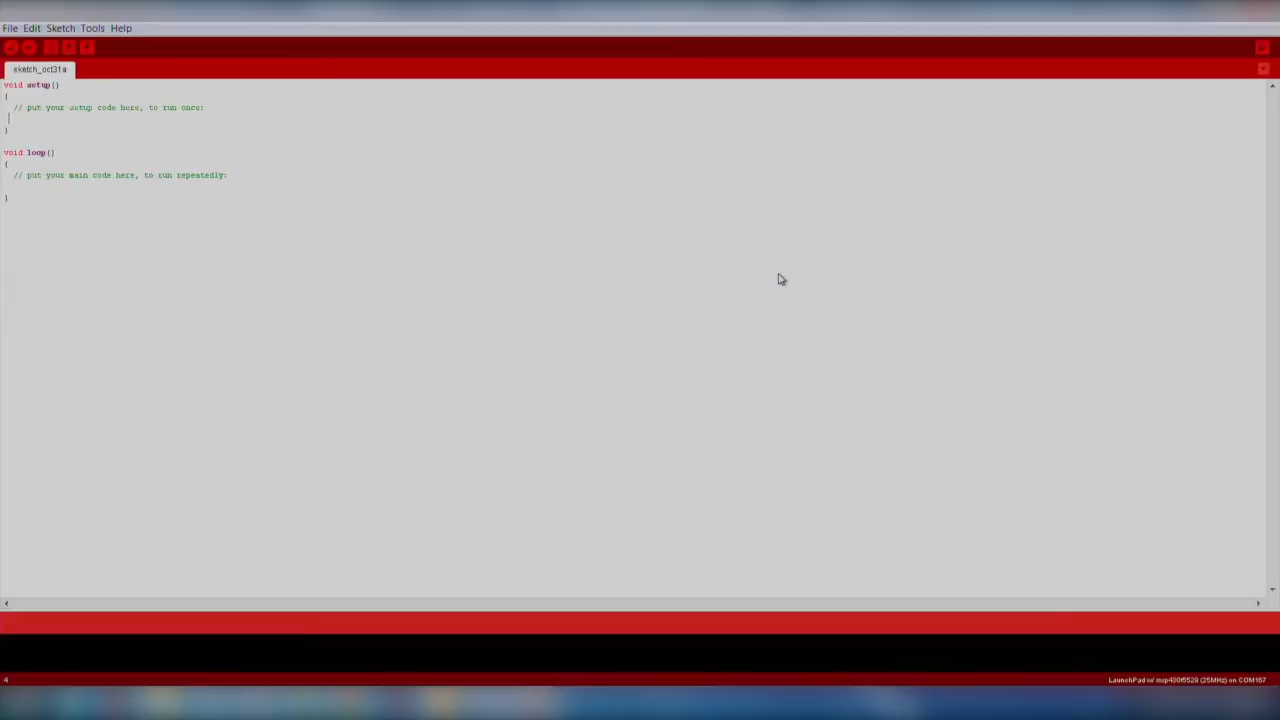 File Edit Sketch Tools Help
sketch_oct31a
void setup()
{
// put your setup code here, to run once:
}
void loop()
{
// put your main code here, to run repeatedly:
}
4
LaunchPad w/ msp430f5529 (25MHz) on COM167